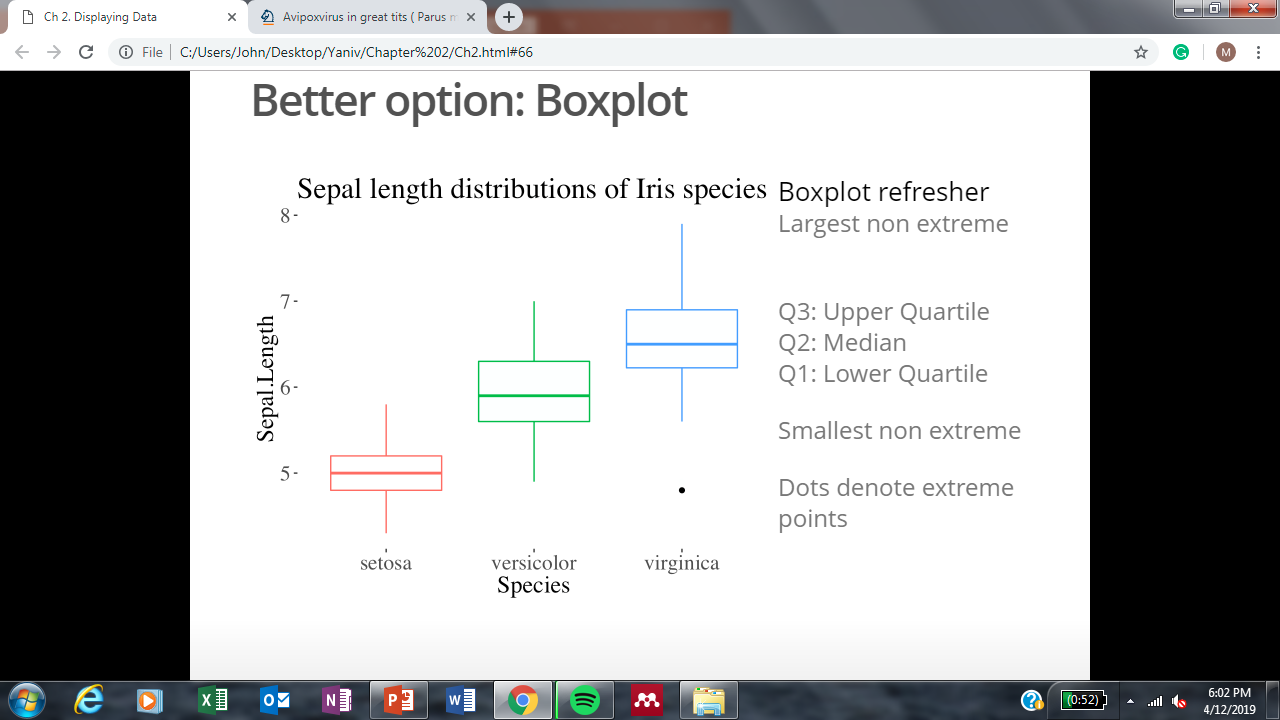 Ch 2. Displaying Data
Avipoxvirus in great tits ( Parus m
File
C:/Users/John/Desktop/Yaniv/Chapter%202/Ch2.html#66
M
Better option: Boxplot
Sepal length distributions of Iris species
8
7
6
5
Sepal.Length
setosa
versicolor
virginica
Species
Boxplot refresher
Largest non extreme
Q3: Upper Quartile
Q2: Median
Q1: Lower Quartile
Smallest non extreme
Dots denote extreme
points
(0:52)
6:02 PM
4/12/2019